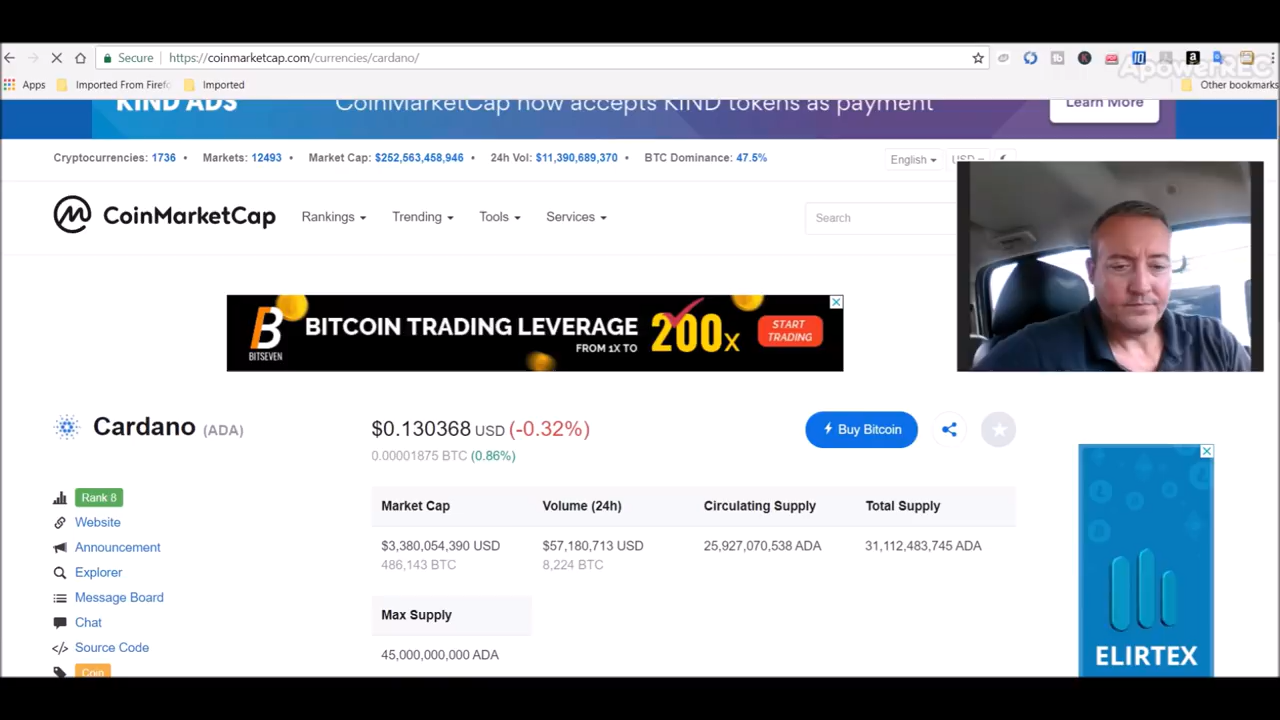 Secure https://coinmarketcap.com/currencies/cardano/
ApowerREC
Apps Imported From Firef Imported Other bookmarks
KIND ADS CoinMarketCap now accepts KIND tokens as payment Learn More
Cryptocurrencies: 1736 • Markets: 12493 • Market Cap: $252,563,458,946 • 24h Vol: $11,390,689,370 • BTC Dominance: 47.5% English USD
CoinMarketCap Rankings Trending Tools Services Search
BITSEVEN BITCOIN TRADING LEVERAGE 200x START TRADING
FROM 1X TO
Cardano (ADA) $0.130368 USD (-0.32%) Buy Bitcoin
0.00001875 BTC (0.86%)
Rank 8
Website
Announcement
Explorer
Message Board
Chat
Source Code
Coin
Market Cap Volume (24h) Circulating Supply Total Supply
$3,380,054,390 USD $57,180,713 USD 25,927,070,538 ADA 31,112,483,745 ADA
486,143 BTC 8,224 BTC
Max Supply
45,000,000,000 ADA
ELIRTEX